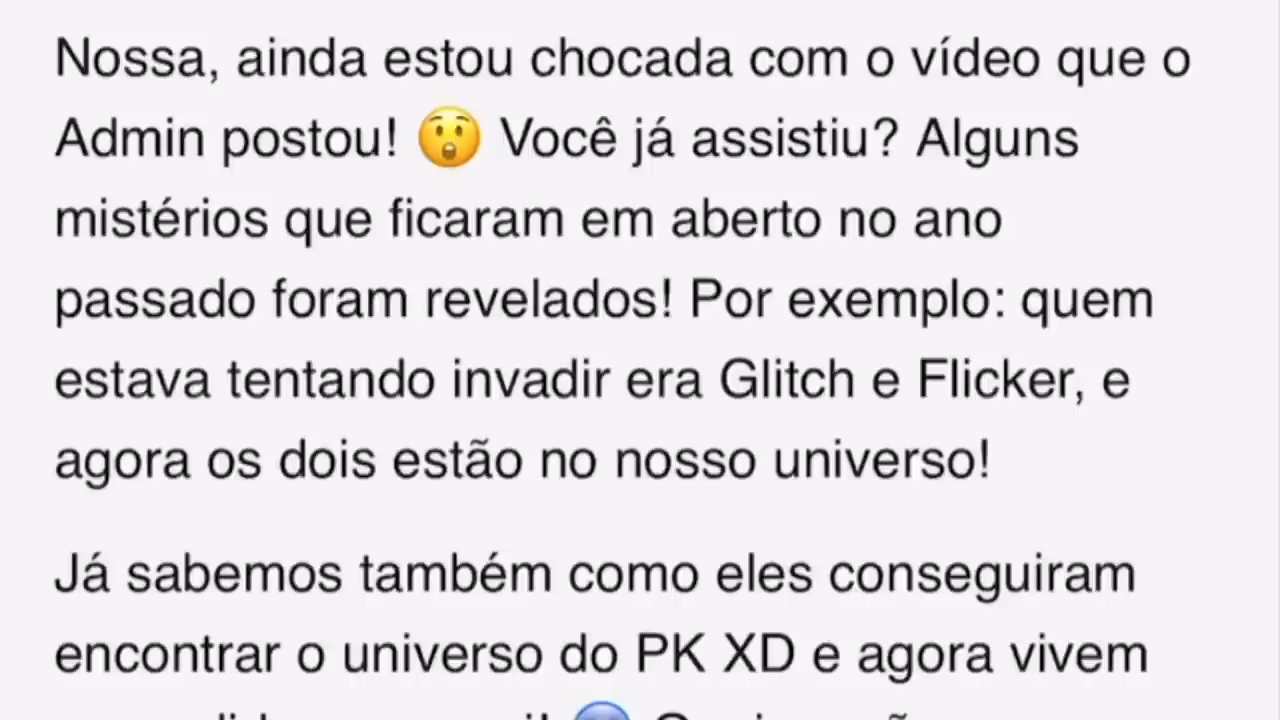 Nossa, ainda estou chocada com o vídeo que o
Admin postou! 😲 Você já assistiu? Alguns
mistérios que ficaram em aberto no ano
passado foram revelados! Por exemplo: quem
estava tentando invadir era Glitch e Flicker, e
agora os dois estão no nosso universo!
Já sabemos também como eles conseguiram
encontrar o universo do PK XD e agora vivem